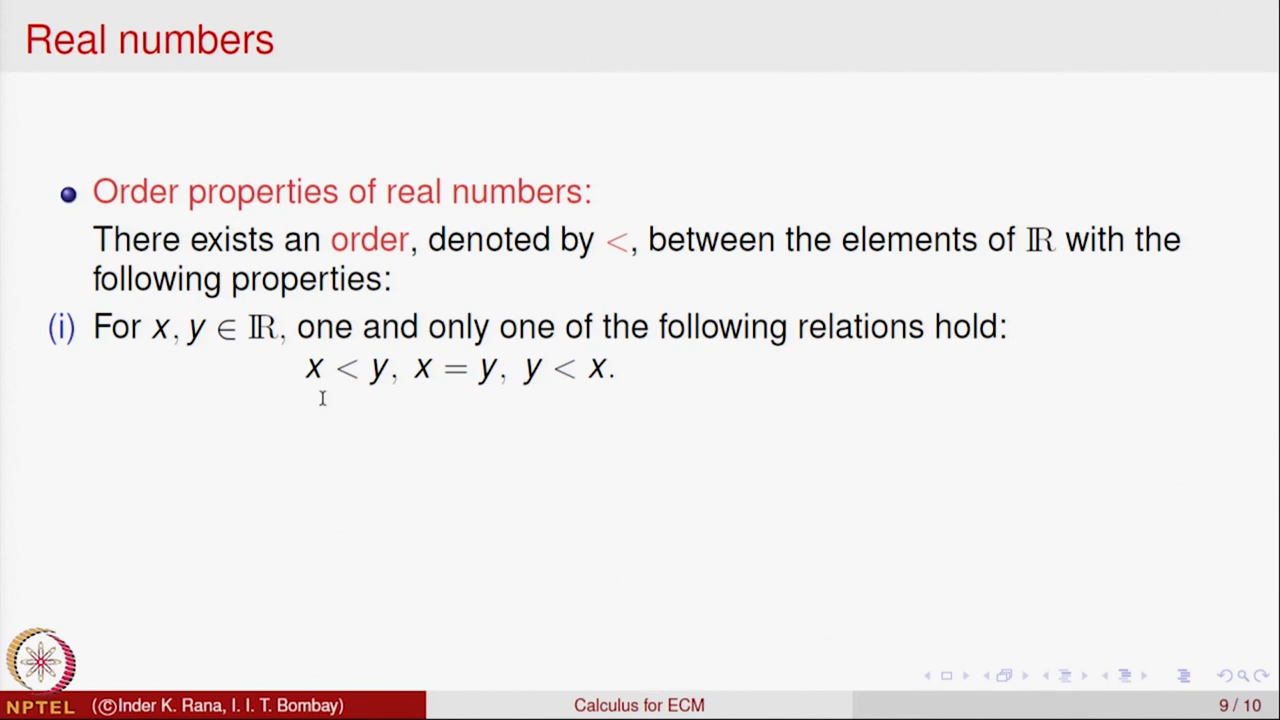 Real numbers
Order properties of real numbers:
There exists an order, denoted by <, between the elements of ℝ with the
following properties:
(i) For x, y ∈ ℝ, one and only one of the following relations hold:
x < y, x = y, y < x.
NPTEL
(©Inder K. Rana, I. I. T. Bombay)
Calculus for ECM
9 / 10